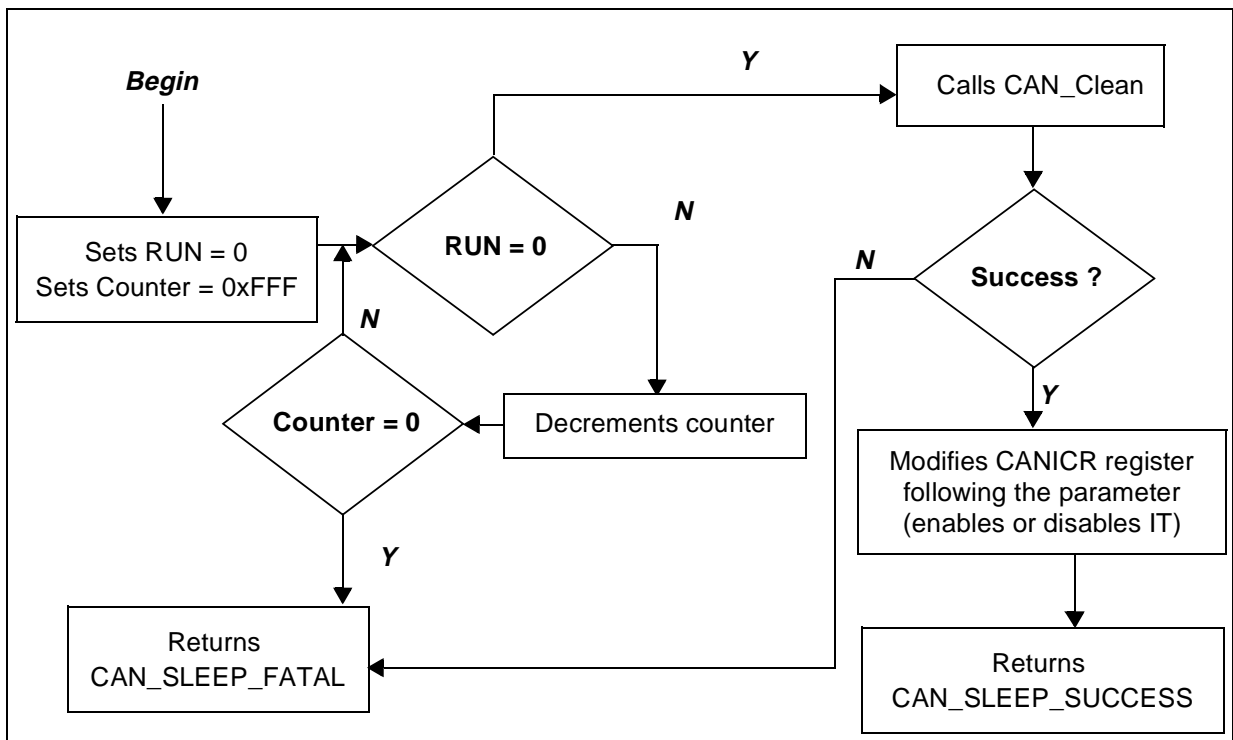 Begin
Y
Calls CAN_Clean
Sets RUN = 0
Sets Counter = 0xFFF
RUN = 0
N
N
Success ?
N
Counter = 0
Decrements counter
Y
Modifies CANICR register
following the parameter
(enables or disables IT)
Y
Returns
CAN_SLEEP_FATAL
Returns
CAN_SLEEP_SUCCESS